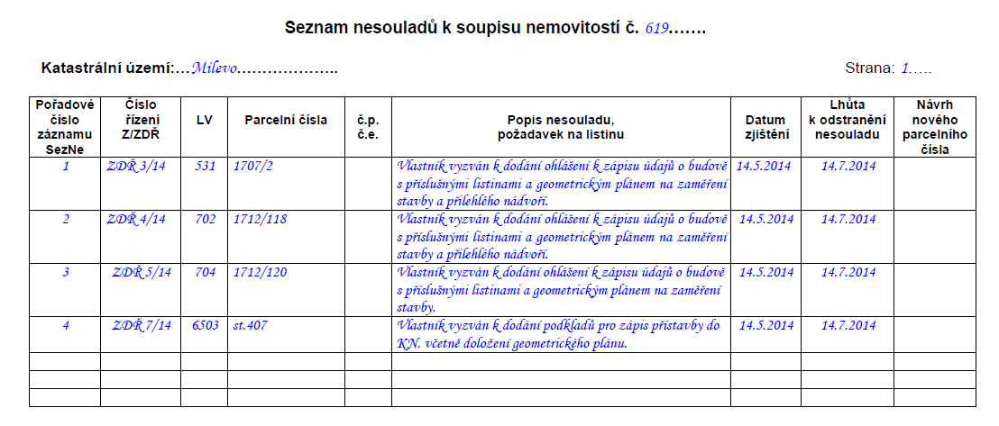 Seznam nesouladů k soupisu nemovitostí č. 619.......
Katastrální území:...Milevo................... Strana: 1.....
Pořadové číslo záznamu SezNe Číslo řízení Z/ZDŘ LV Parcelní čísla č.p. č.e. Popis nesouladu, požadavek na listinu Datum zjištění Lhůta k odstranění nesouladu Návrh nového parcelního čísla
1 ZDŘ 3/14 531 1707/2 Vlastník vyzván k dodání ohlášení k zápisu údajů o budově 14.5.2014 14.7.2014
s příslušnými listinami a geometrickým plánem na zaměření
stavby a přilehlého nádvoří.
2 ZDŘ 4/14 702 1712/118 Vlastník vyzván k dodání ohlášení k zápisu údajů o budově 14.5.2014 14.7.2014
s příslušnými listinami a geometrickým plánem na zaměření
stavby a přilehlého nádvoří.
3 ZDŘ 5/14 704 1712/120 Vlastník vyzván k dodání ohlášení k zápisu údajů o budově 14.5.2014 14.7.2014
s příslušnými listinami a geometrickým plánem na zaměření
stavby.
4 ZDŘ 7/14 6503 st.407 Vlastník vyzván k dodání podkladů pro zápis přístavby do 14.5.2014 14.7.2014
KN, včetně doložení geometrického plánu.